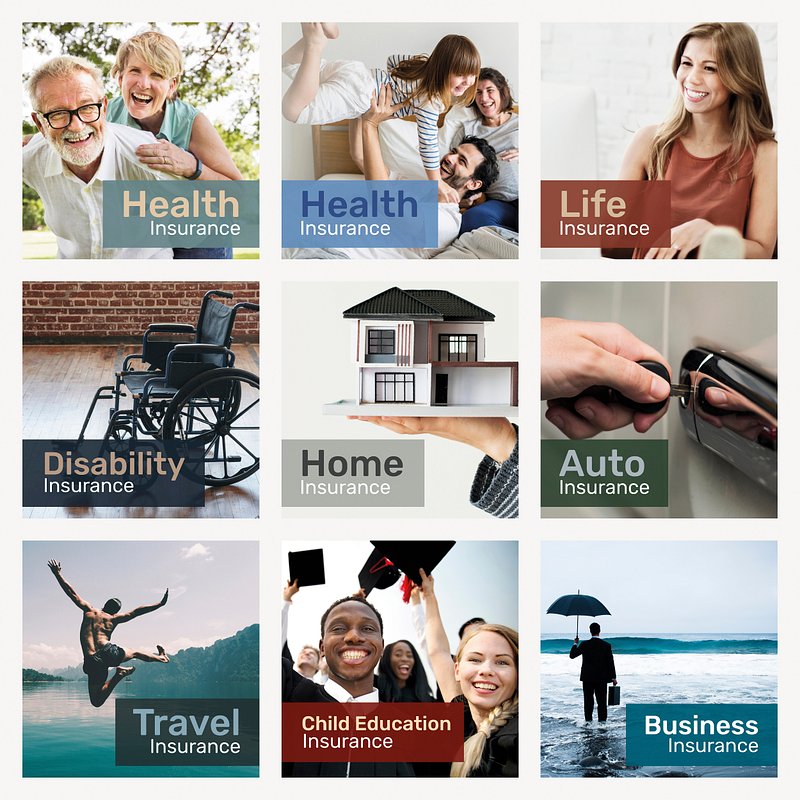 Health
Insurance
Health
Insurance
Life
Insurance
Disability
Insurance
Home
Insurance
Auto
Insurance
Travel
Insurance
Child Education
Insurance
Business
Insurance